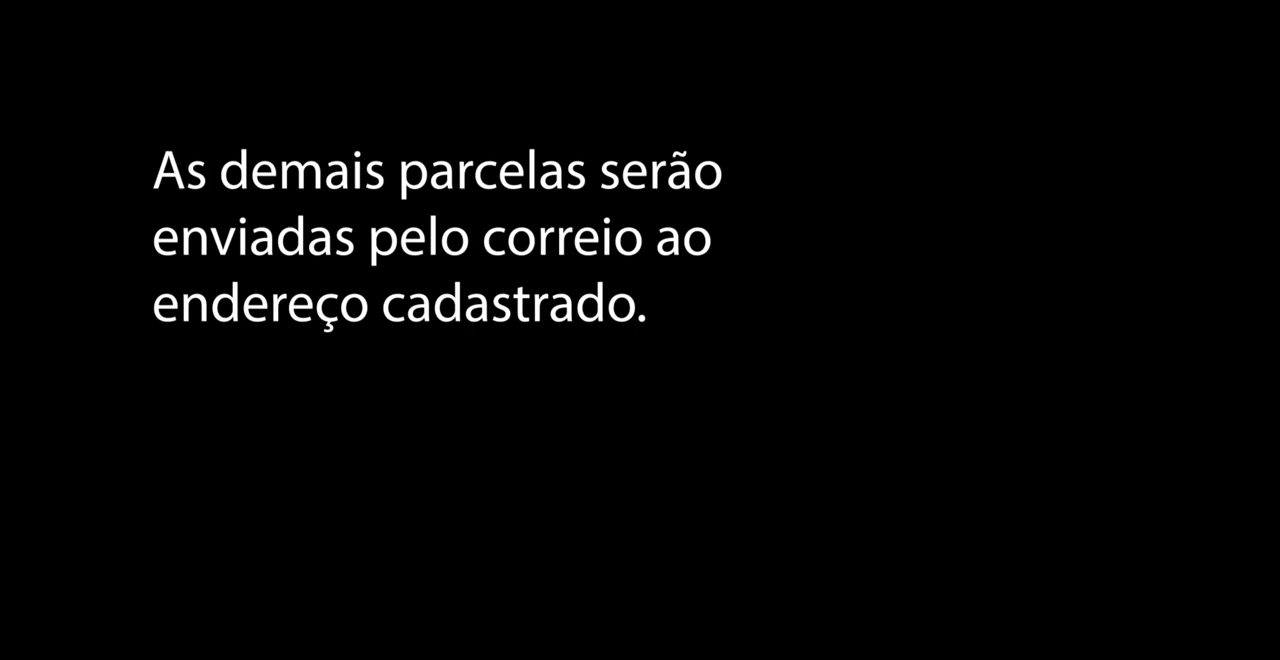 As demais parcelas serão
enviadas pelo correio ao
endereço cadastrado.